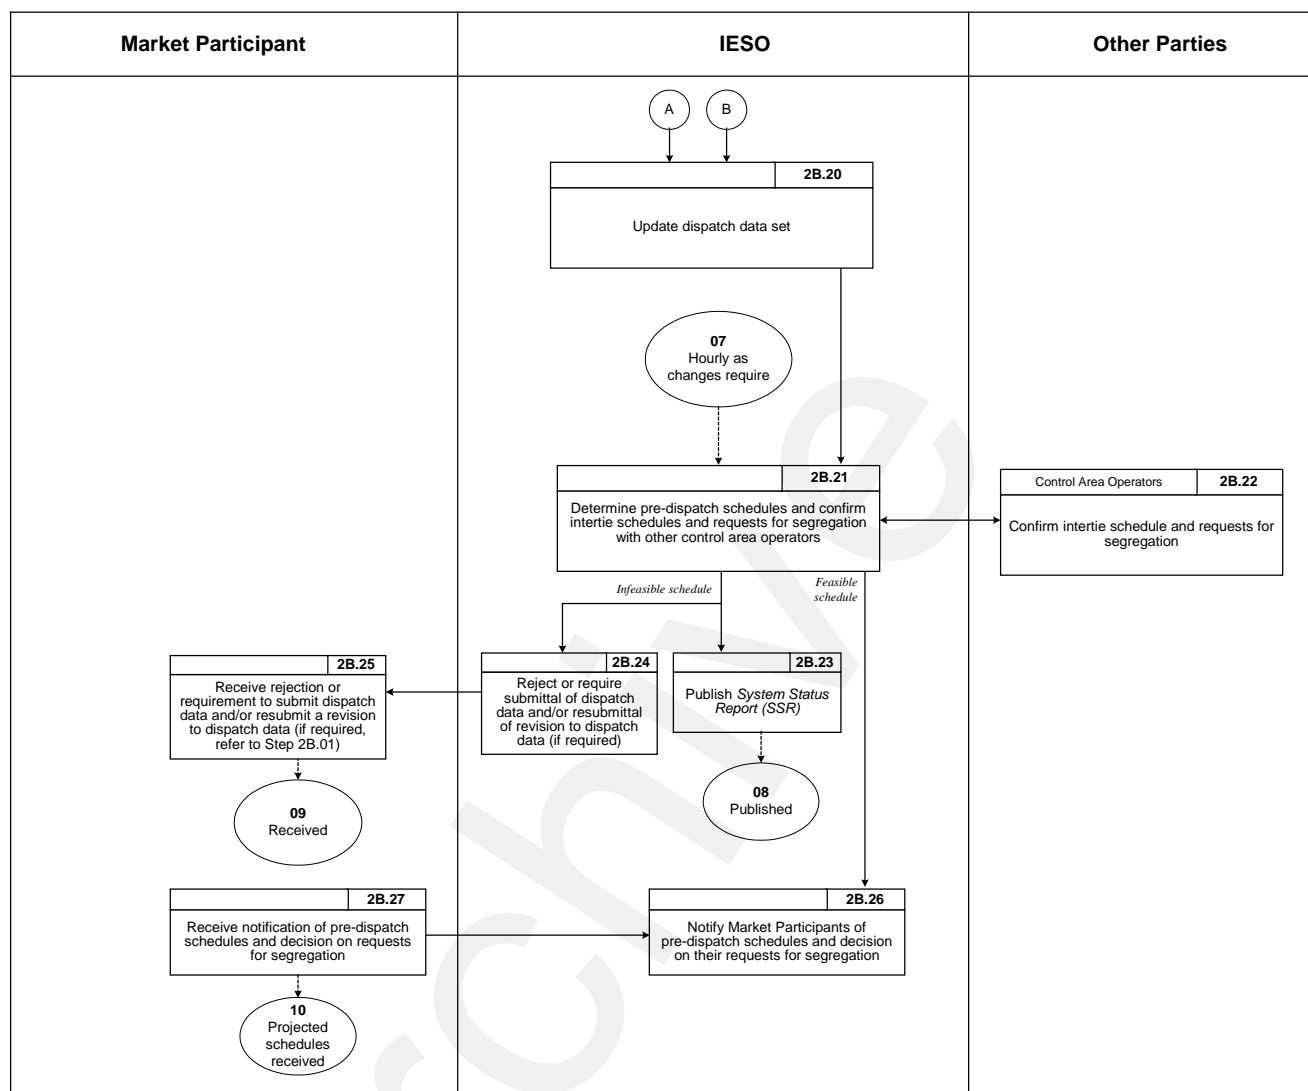 Market Participant
IESO
Other Parties
A
B
2B.20
Update dispatch data set
07
Hourly as
changes require
2B.21
Determine pre-dispatch schedules and confirm
intertie schedules and requests for segregation
with other control area operators
Control Area Operators
2B.22
Confirm intertie schedule and requests for
segregation
Infeasible schedule
Feasible
schedule
2B.25
Receive rejection or
requirement to submit dispatch
data and/or resubmit a revision
to dispatch data (if required,
refer to Step 2B.01)
2B.24
Reject or require
submittal of dispatch
data and/or resubmittal
of revision to dispatch
data (if required)
2B.23
Publish System Status
Report (SSR)
09
Received
08
Published
2B.27
Receive notification of pre-dispatch
schedules and decision on requests
for segregation
2B.26
Notify Market Participants of
pre-dispatch schedules and decision
on their requests for segregation
10
Projected
schedules
received